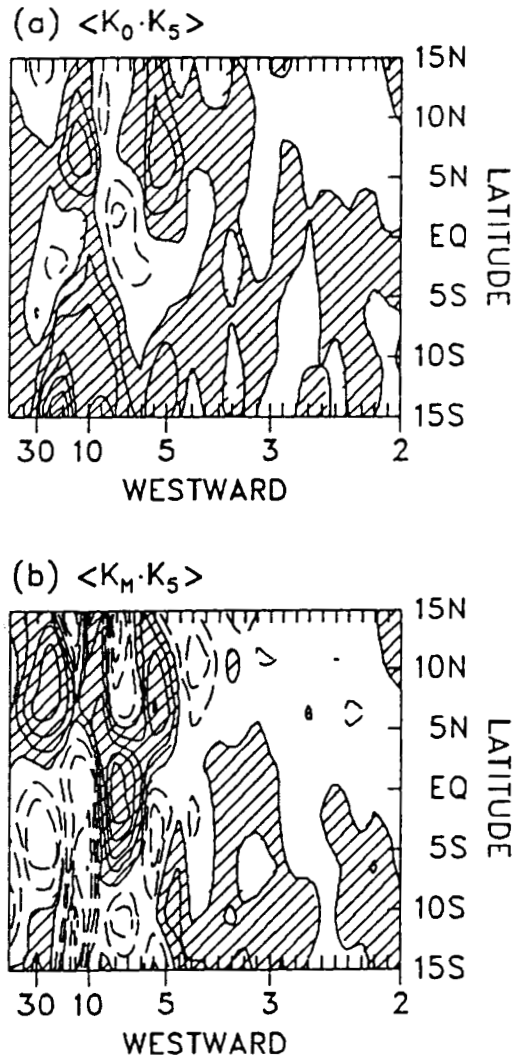 (a) <K₀·K₅>
15N
10N
5N
EQ
5S
10S
15S
LATITUDE
30 10 5 3 2
WESTWARD
(b) <K_M·K₅>
15N
10N
5N
EQ
5S
10S
15S
LATITUDE
30 10 5 3 2
WESTWARD